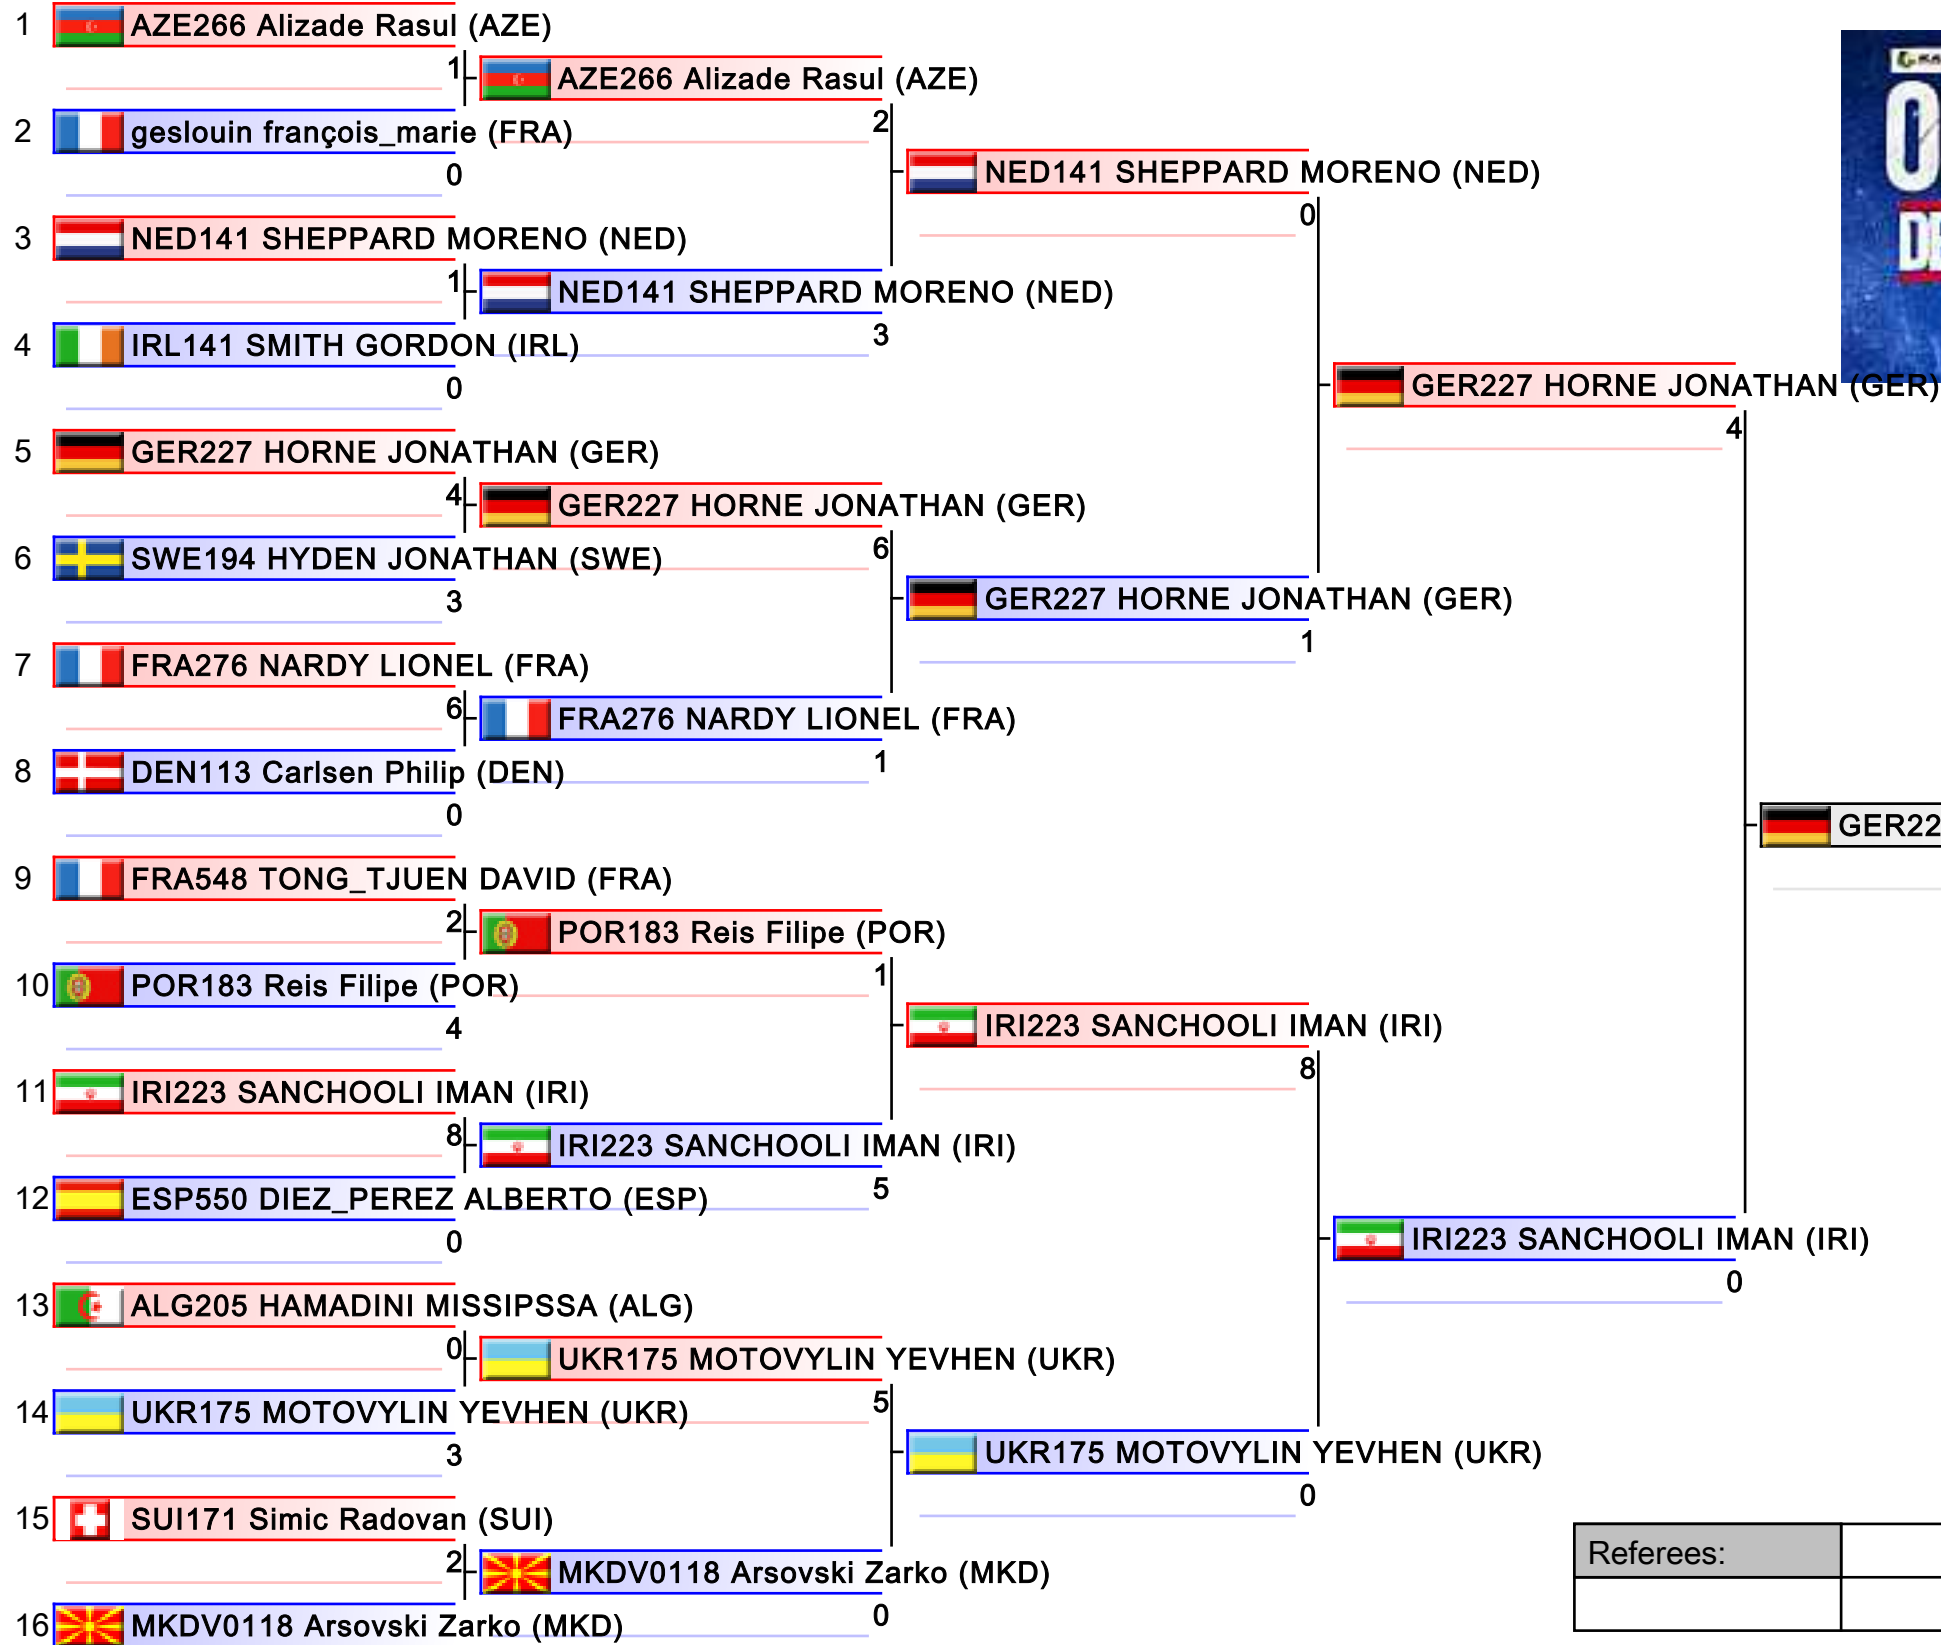 1 AZE266 Alizade Rasul (AZE)
1 AZE266 Alizade Rasul (AZE)
2 geslouin françois_marie (FRA)
2
0
NED141 SHEPPARD MORENO (NED)
0
3 NED141 SHEPPARD MORENO (NED)
1 NED141 SHEPPARD MORENO (NED)
3
4 IRL141 SMITH GORDON (IRL)
0
GER227 HORNE JONATHAN (GER)
4
5 GER227 HORNE JONATHAN (GER)
4 GER227 HORNE JONATHAN (GER)
6
6 SWE194 HYDEN JONATHAN (SWE)
3
GER227 HORNE JONATHAN (GER)
1
7 FRA276 NARDY LIONEL (FRA)
6 FRA276 NARDY LIONEL (FRA)
1
8 DEN113 Carlsen Philip (DEN)
0
GER22
9 FRA548 TONG_TJUEN DAVID (FRA)
2 POR183 Reis Filipe (POR)
1
10 POR183 Reis Filipe (POR)
4
IRI223 SANCHOOLI IMAN (IRI)
8
11 IRI223 SANCHOOLI IMAN (IRI)
8 IRI223 SANCHOOLI IMAN (IRI)
5
12 ESP550 DIEZ_PEREZ ALBERTO (ESP)
0
IRI223 SANCHOOLI IMAN (IRI)
0
13 ALG205 HAMADINI MISSIPSSA (ALG)
0 UKR175 MOTOVYLIN YEVHEN (UKR)
5
14 UKR175 MOTOVYLIN YEVHEN (UKR)
3
UKR175 MOTOVYLIN YEVHEN (UKR)
0
15 SUI171 Simic Radovan (SUI)
2 MKDV0118 Arsovski Zarko (MKD)
0
16 MKDV0118 Arsovski Zarko (MKD)
Referees: